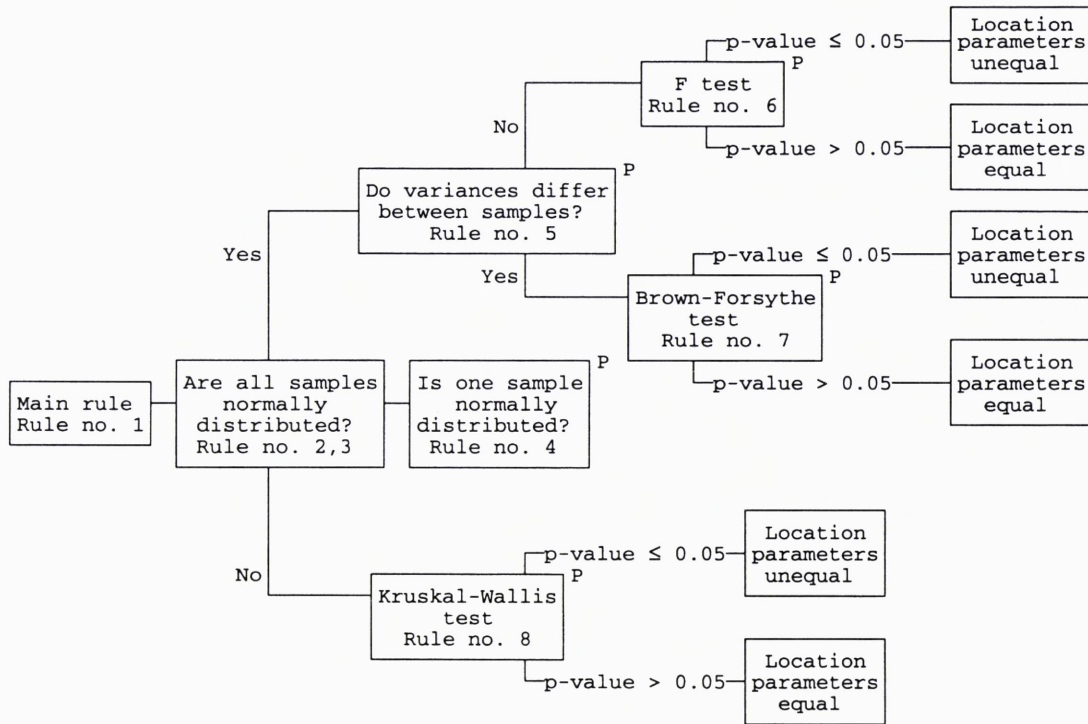 p-value ≤ 0.05
Location
parameters
unequal
P
F test
Rule no. 6
No
p-value > 0.05
Location
parameters
equal
P
Do variances differ
between samples?
Rule no. 5
Yes
Yes
p-value ≤ 0.05
Location
parameters
unequal
P
Brown-Forsythe
test
Rule no. 7
p-value > 0.05
Location
parameters
equal
Main rule
Rule no. 1
Are all samples
normally
distributed?
Rule no. 2,3
P
Is one sample
normally
distributed?
Rule no. 4
No
p-value ≤ 0.05
Location
parameters
unequal
P
Kruskal-Wallis
test
Rule no. 8
p-value > 0.05
Location
parameters
equal